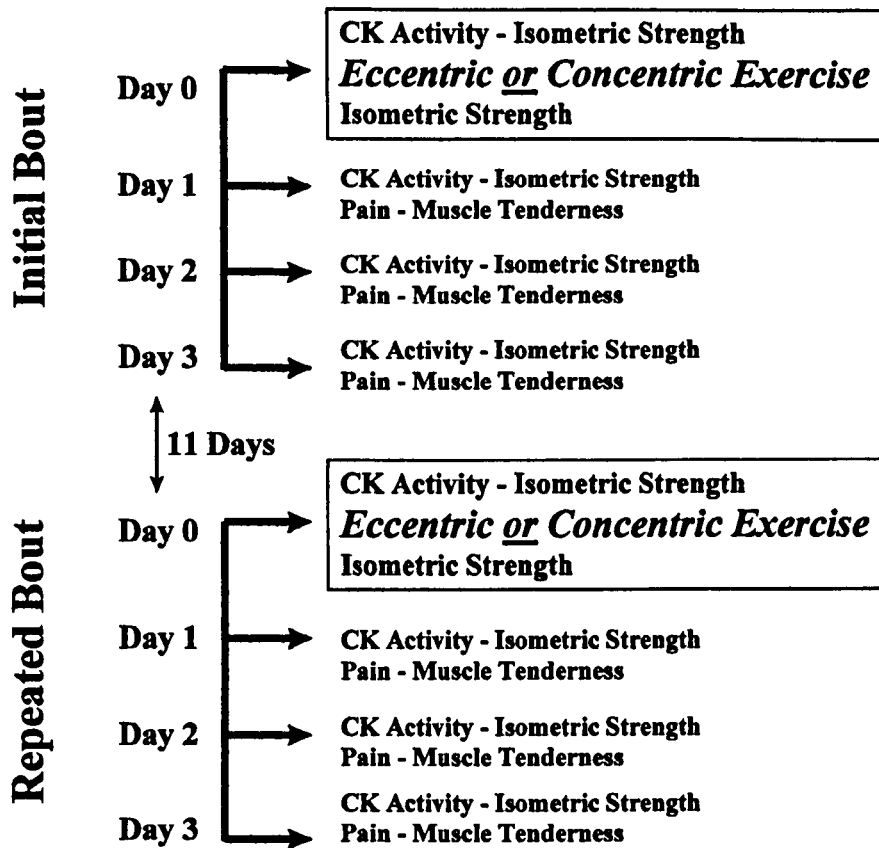 Initial Bout
Day 0
CK Activity - Isometric Strength
Eccentric or Concentric Exercise
Isometric Strength
Day 1
CK Activity - Isometric Strength
Pain - Muscle Tenderness
Day 2
CK Activity - Isometric Strength
Pain - Muscle Tenderness
Day 3
CK Activity - Isometric Strength
Pain - Muscle Tenderness
11 Days
Repeated Bout
Day 0
CK Activity - Isometric Strength
Eccentric or Concentric Exercise
Isometric Strength
Day 1
CK Activity - Isometric Strength
Pain - Muscle Tenderness
Day 2
CK Activity - Isometric Strength
Pain - Muscle Tenderness
Day 3
CK Activity - Isometric Strength
Pain - Muscle Tenderness